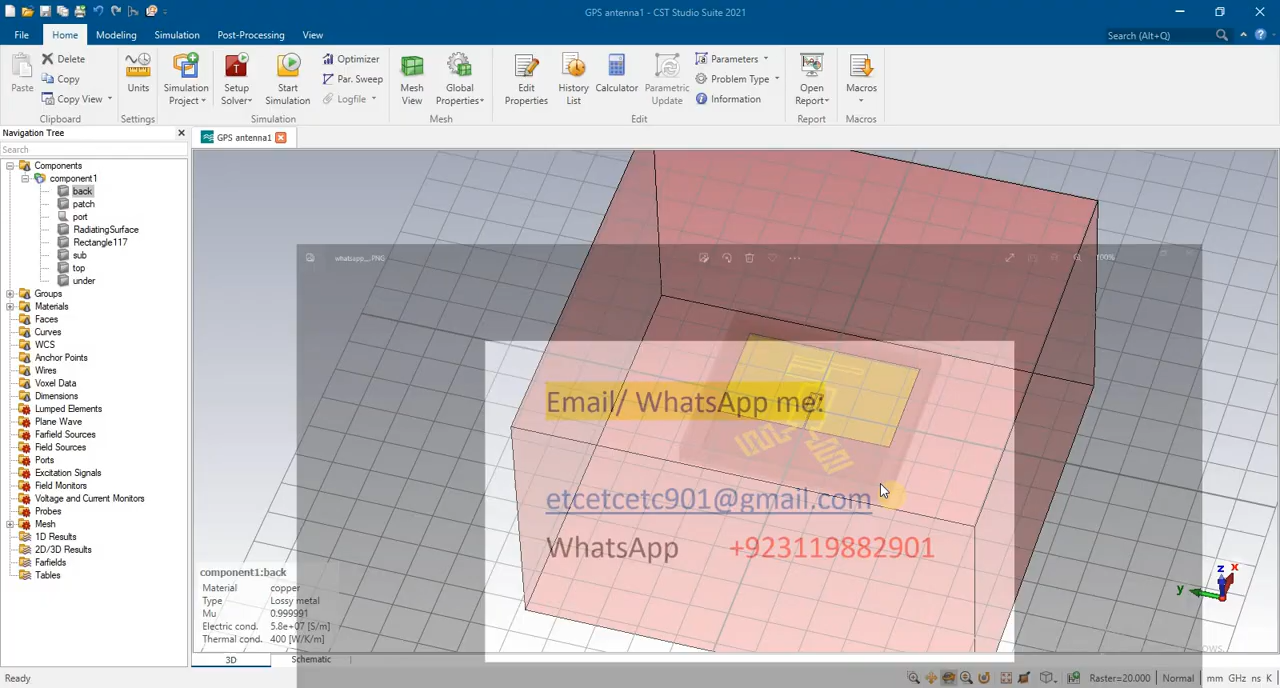 GPS antenna1 - CST Studio Suite 2021
File Home Modeling Simulation Post-Processing View
Search (Alt+Q)
Paste
Delete
Copy
Copy View
Clipboard
Units
Settings
Simulation Project
Setup Solver
Start Simulation
Optimizer
Par. Sweep
Logfile
Simulation
Mesh View
Global Properties
Mesh
Edit Properties
History List
Calculator
Parametric Update
Parameters
Problem Type
Information
Edit
Open Report
Report
Macros
Macros
Navigation Tree
GPS antenna1
Search
Components
component1
back
patch
port
RadiatingSurface
Rectangle117
sub
top
under
Groups
Materials
Faces
Curves
WCS
Anchor Points
Wires
Voxel Data
Dimensions
Lumped Elements
Plane Wave
Farfield Sources
Field Sources
Ports
Excitation Signals
Field Monitors
Voltage and Current Monitors
Probes
Mesh
1D Results
2D/3D Results
Farfields
Tables
whatsapp__.PNG
100%
Email/ WhatsApp me:
etcetcetc901@gmail.com
WhatsApp +923119882901
component1:back
Material copper
Type Lossy metal
Mu 0.999991
Electric cond. 5.8e+07 [S/m]
Thermal cond. 400 [W/K/m]
z x
y
3D Schematic
Ready
Raster=20.000 Normal mm GHz ns K